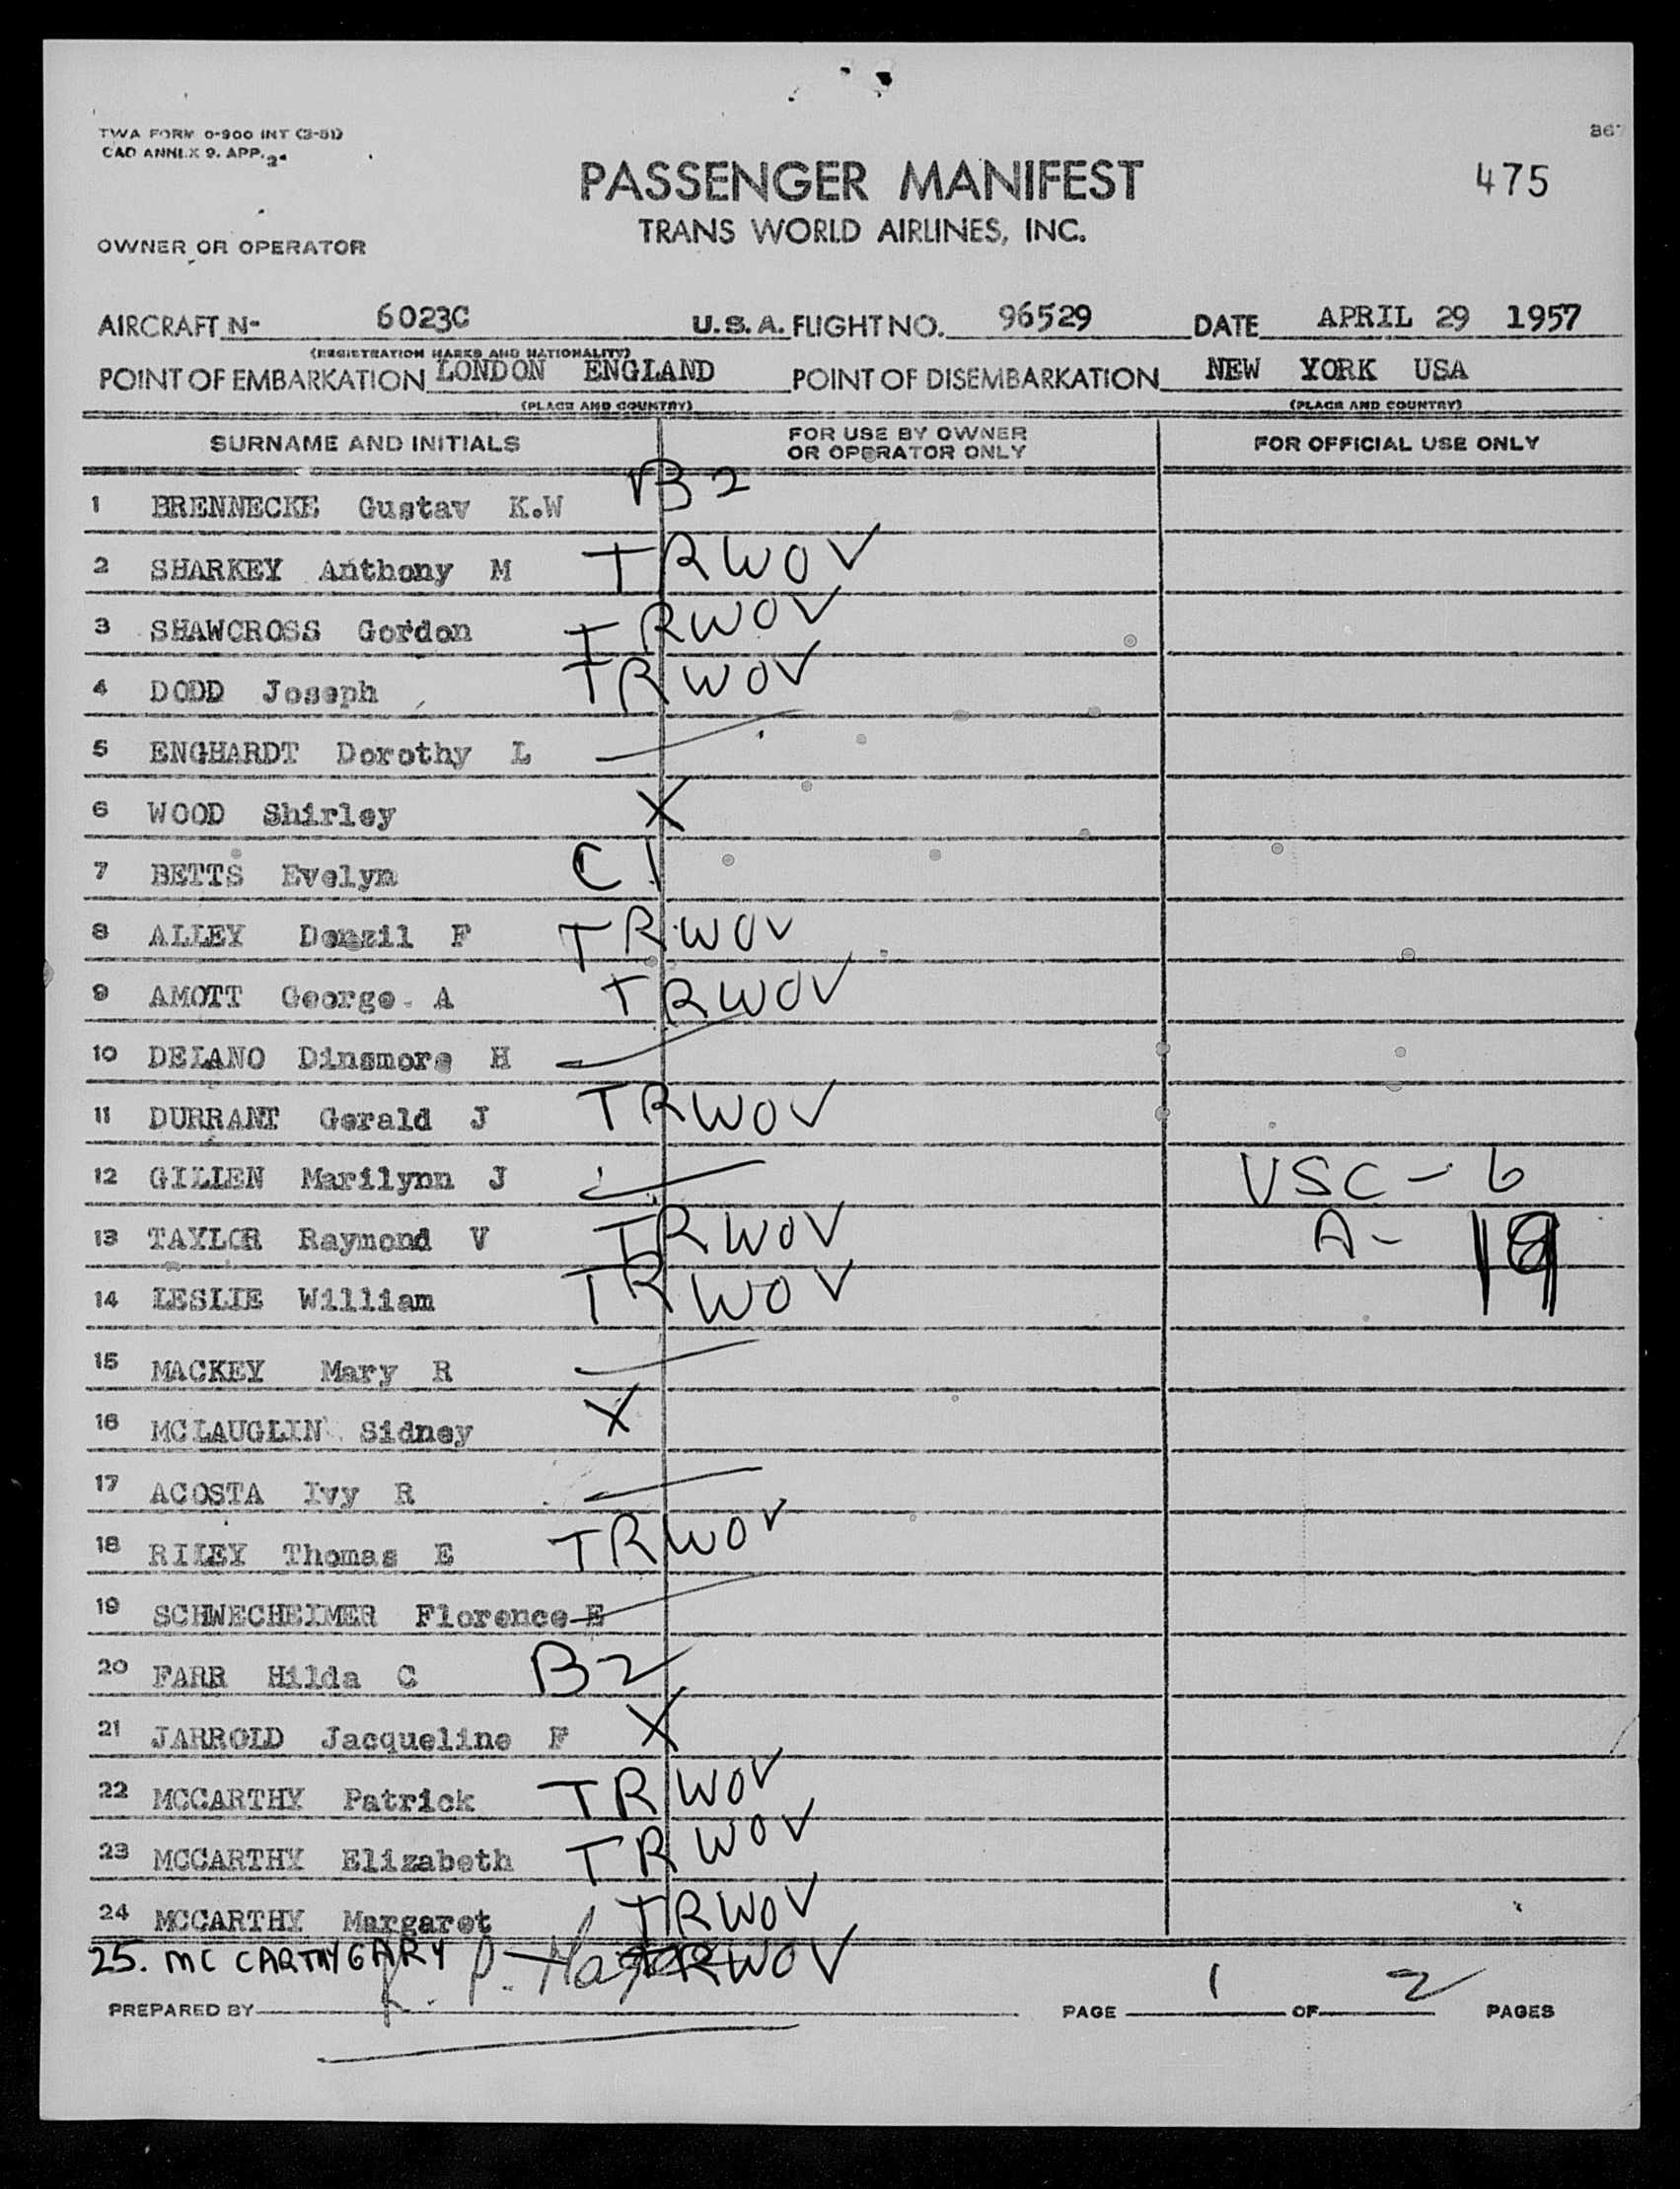 TWA FORM 0-900 INT (3-51)
CAO ANNEX 9. APP. 2.
367
475
PASSENGER MANIFEST
TRANS WORLD AIRLINES, INC.
OWNER OR OPERATOR
AIRCRAFT N- 6023C U.S.A. FLIGHT NO. 96529 DATE APRIL 29 1957
(REGISTRATION MARKS AND NATIONALITY)
POINT OF EMBARKATION LONDON ENGLAND POINT OF DISEMBARKATION NEW YORK USA
(PLACE AND COUNTRY) (PLACE AND COUNTRY)
SURNAME AND INITIALS FOR USE BY OWNER OR OPERATOR ONLY FOR OFFICIAL USE ONLY
1 BRENNECKE Gustav K.W B2
2 SHARKEY Anthony M TRWOV
3 SHAWCROSS Gordon TRWOV
4 DODD Joseph TRWOV
5 ENGHARDT Dorothy L
6 WOOD Shirley X
7 BETTS Evelyn C1
8 ALLEY Denzil F TRWOV
9 AMOTT George A TRWOV
10 DELANO Dinsmore H
11 DURRANT Gerald J TRWOV
12 GILLEN Marilynn J USC - 6
13 TAYLOR Raymond V TRWOV A- 19
14 LESLIE William TRWOV
15 MACKEY Mary R
16 MCLAUGLIN Sidney X
17 ACOSTA Ivy R
18 RILEY Thomas E TRWOV
19 SCHWECHEIMER Florence E
20 FARR Hilda C B2
21 JARROLD Jacqueline F X
22 MCCARTHY Patrick TRWOV
23 MCCARTHY Elizabeth TRWOV
24 MCCARTHY Margaret TRWOV
25. MC CARTHY GARY TRWOV
PREPARED BY PAGE 1 OF 2 PAGES